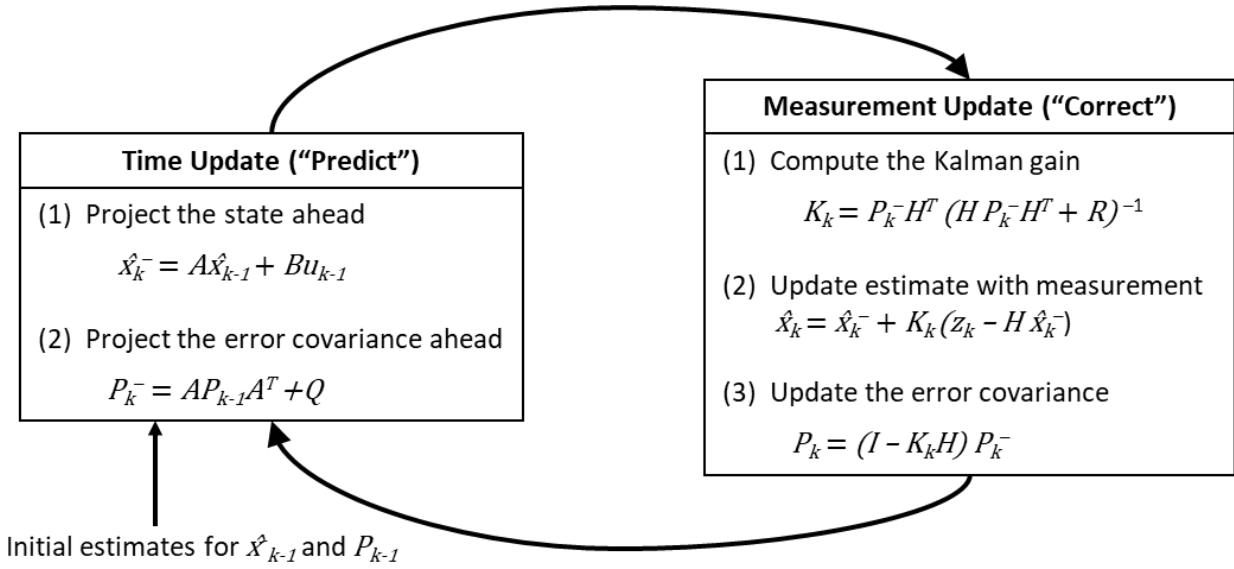 Time Update (“Predict”)
(1) Project the state ahead
x̂ₖ⁻ = Ax̂ₖ₋₁ + Buₖ₋₁
(2) Project the error covariance ahead
Pₖ⁻ = APₖ₋₁Aᵀ +Q
Initial estimates for x̂ₖ₋₁ and Pₖ₋₁
Measurement Update (“Correct”)
(1) Compute the Kalman gain
Kₖ = Pₖ⁻Hᵀ (H Pₖ⁻Hᵀ + R)⁻¹
(2) Update estimate with measurement
x̂ₖ = x̂ₖ⁻ + Kₖ(zₖ – H x̂ₖ⁻)
(3) Update the error covariance
Pₖ = (I – KₖH) Pₖ⁻